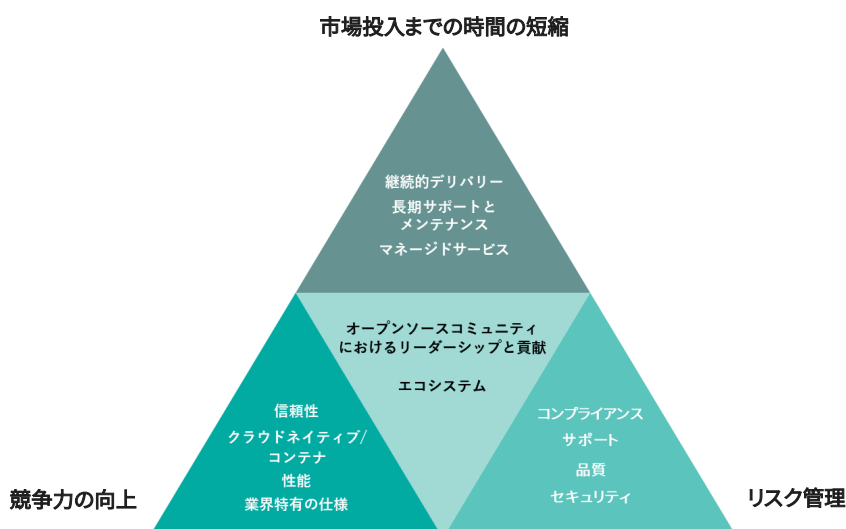 市場投入までの時間の短縮
継続的デリバリー
長期サポートと
メンテナンス
マネージドサービス
オープンソースコミュニティ
におけるリーダーシップと貢献
エコシステム
信頼性
クラウドネイティブ/
コンテナ
性能
業界特有の仕様
コンプライアンス
サポート
品質
セキュリティ
競争力の向上
リスク管理